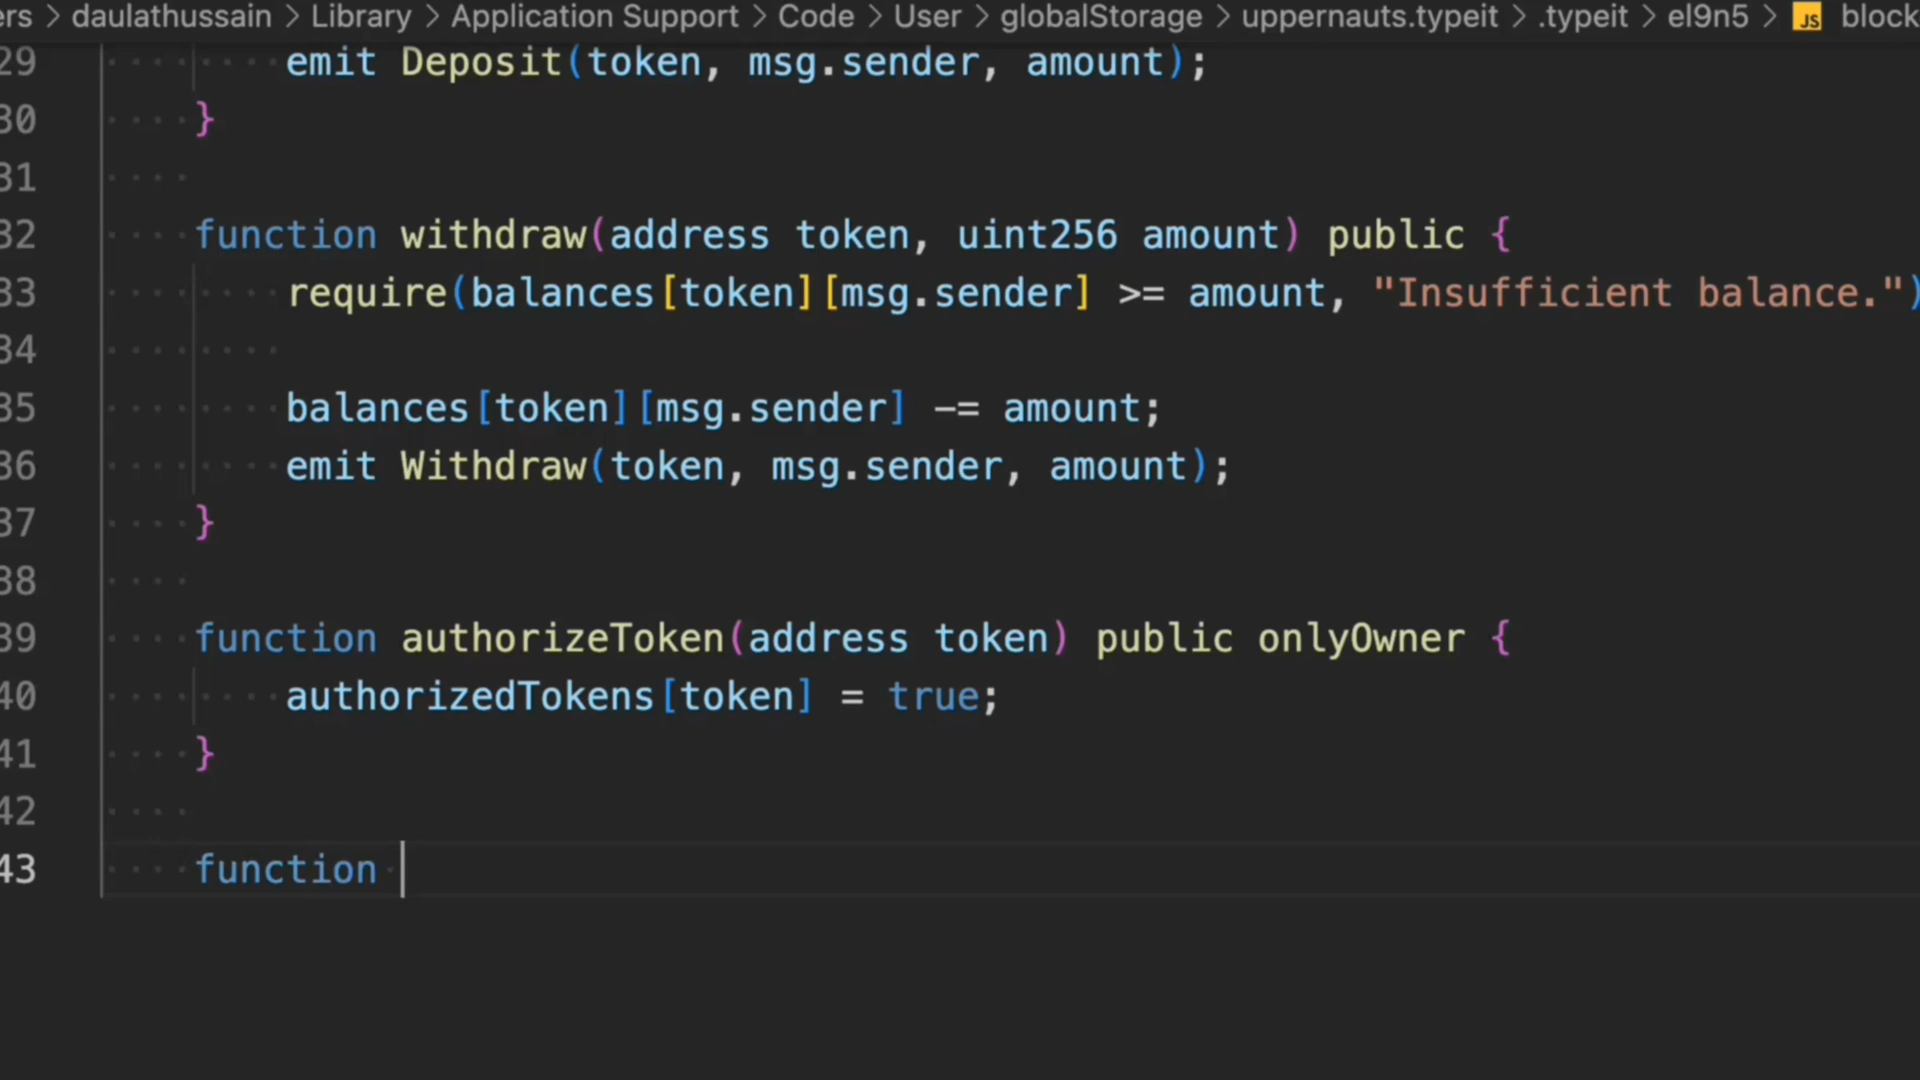 ers > daulathussain > Library > Application Support > Code > User > globalStorage > uppernauts.typeit > .typeit > el9n5 > JS block
29 emit Deposit(token, msg.sender, amount);
30 }
31
32 function withdraw(address token, uint256 amount) public {
33 require(balances[token][msg.sender] >= amount, "Insufficient balance.")
34
35 balances[token][msg.sender] -= amount;
36 emit Withdraw(token, msg.sender, amount);
37 }
38
39 function authorizeToken(address token) public onlyOwner {
40 authorizedTokens[token] = true;
41 }
42
43 function